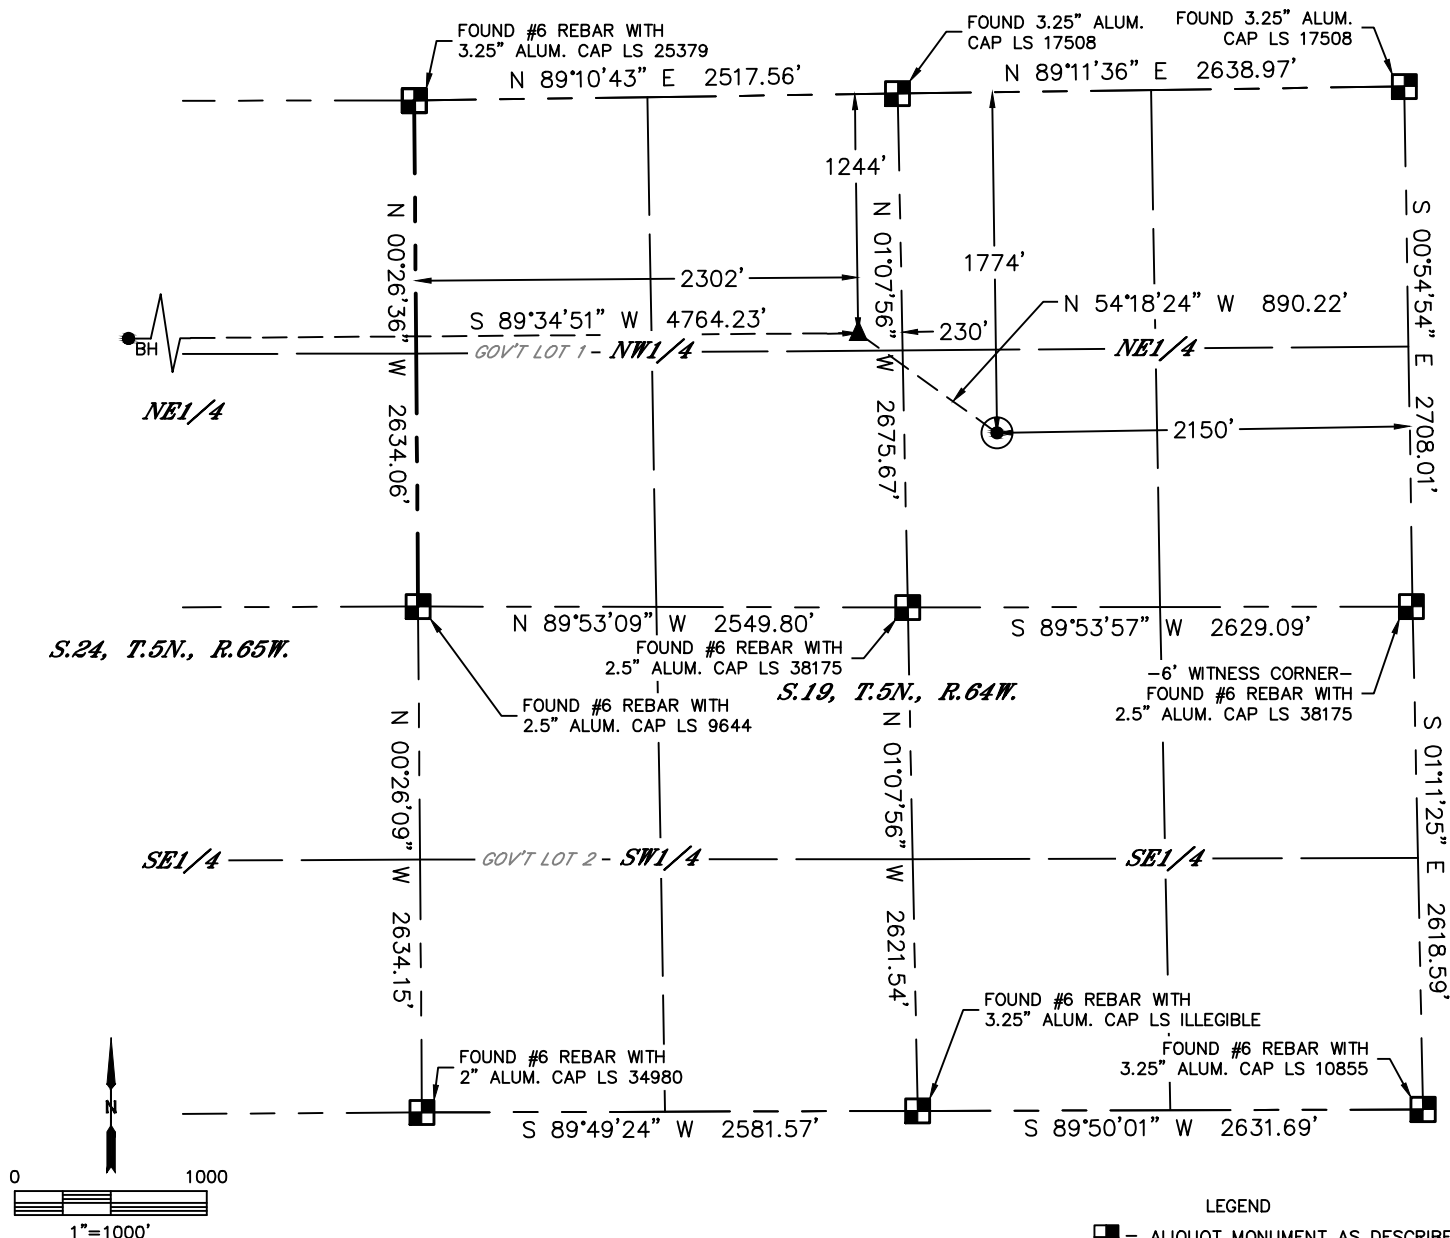 FOUND #6 REBAR WITH
3.25" ALUM. CAP LS 25379
FOUND 3.25" ALUM.
CAP LS 17508
FOUND 3.25" ALUM.
CAP LS 17508
N 89°10'43" E 2517.56'
N 89°11'36" E 2638.97'
1244'
N 00°26'36" W 2634.06'
N 01°07'56" W 2675.67'
S 00°54'54" E 2708.01'
1774'
2302'
N 54°18'24" W 890.22'
S 89°34'51" W 4764.23'
230'
BH
GOV'T LOT 1
NW1/4
NE1/4
NE1/4
2150'
N 89°53'09" W 2549.80'
S 89°53'57" W 2629.09'
S.24, T.5N., R.65W.
FOUND #6 REBAR WITH
2.5" ALUM. CAP LS 38175
S.19, T.5N., R.64W.
-6' WITNESS CORNER-
FOUND #6 REBAR WITH
2.5" ALUM. CAP LS 38175
FOUND #6 REBAR WITH
2.5" ALUM. CAP LS 9644
N 00°26'09" W 2634.15'
N 01°07'56" W 2621.54'
S 01°11'25" E 2618.59'
SE1/4
GOV'T LOT 2
SW1/4
SE1/4
FOUND #6 REBAR WITH
3.25" ALUM. CAP LS ILLEGIBLE
FOUND #6 REBAR WITH
2" ALUM. CAP LS 34980
FOUND #6 REBAR WITH
3.25" ALUM. CAP LS 10855
N
S 89°49'24" W 2581.57'
S 89°50'01" W 2631.69'
0 1000
1"=1000'
LEGEND
- ALIQUOT MONUMENT AS DESCRIBE